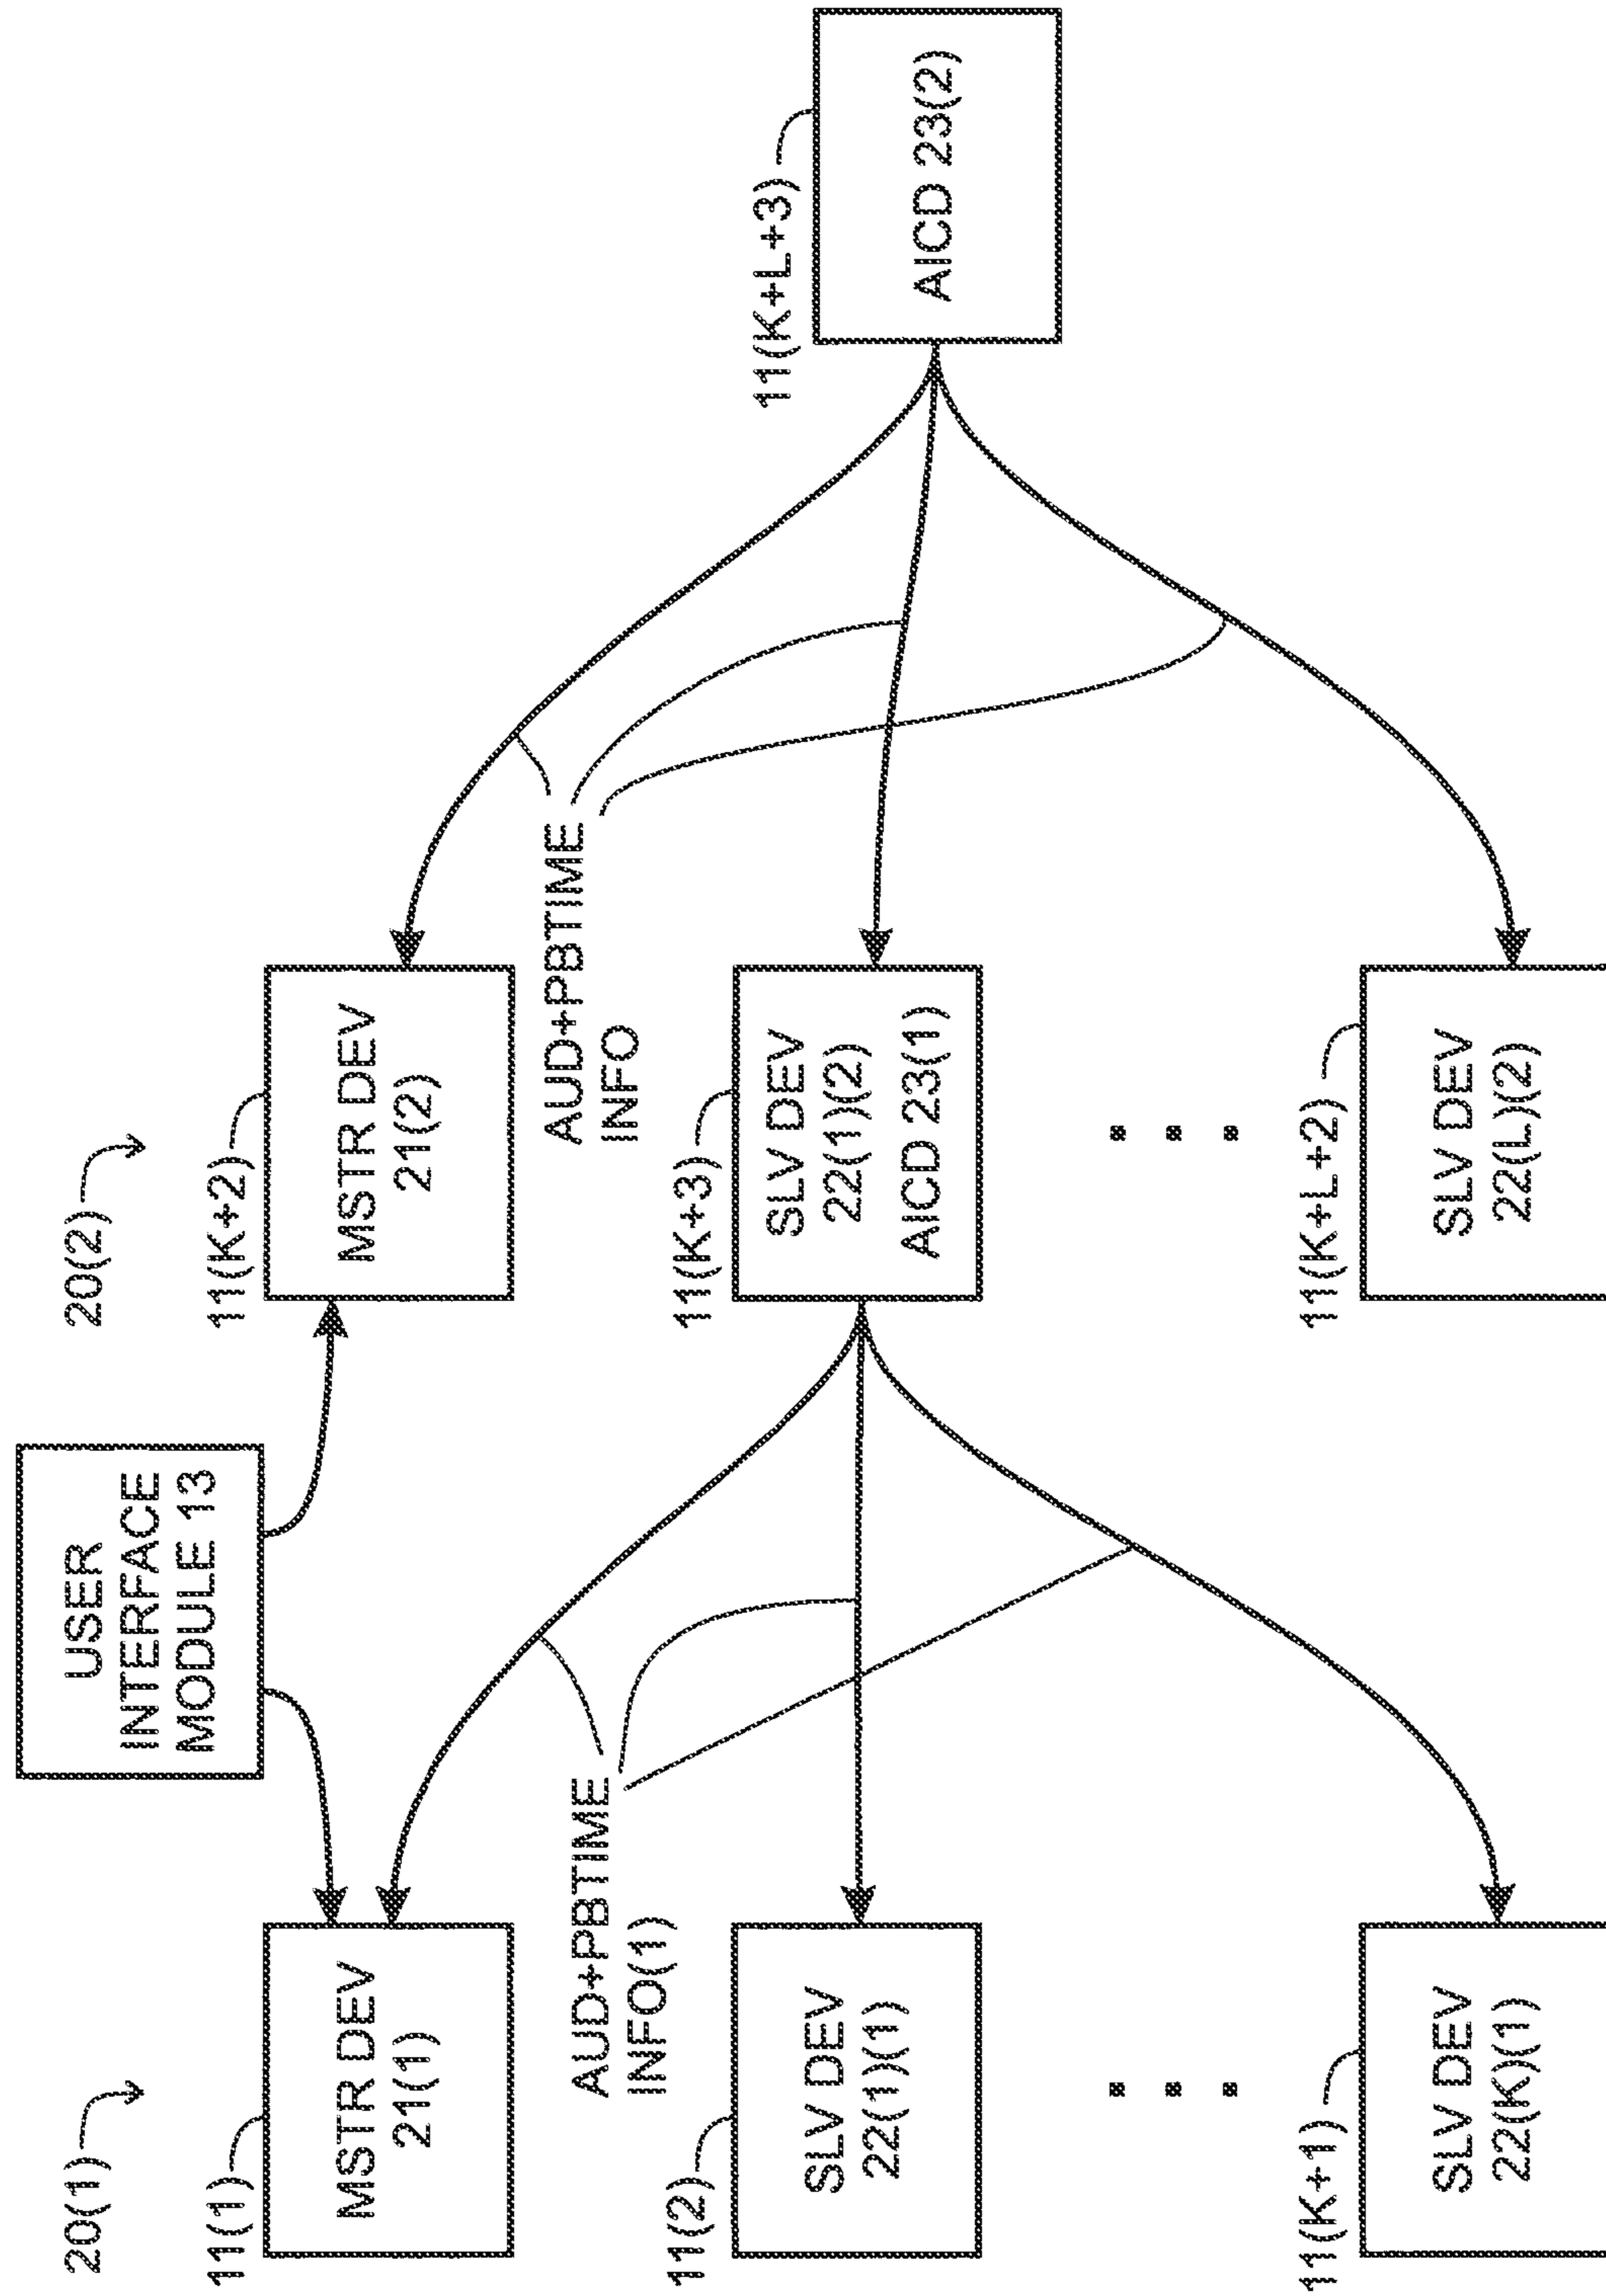 USER
INTERFACE
MODULE 13
20(1)
20(2)
11(1)
MSTR DEV
21(1)
11(K+2)
MSTR DEV
21(2)
AUD+PBTIME
INFO(1)
AUD+PBTIME
INFO
11(K+L+3)
AICD 23(2)
11(2)
SLV DEV
22(1)(1)
11(K+3)
SLV DEV
22(1)(2)
AICD 23(1)
11(K+1)
SLV DEV
22(K)(1)
11(K+L+2)
SLV DEV
22(L)(2)